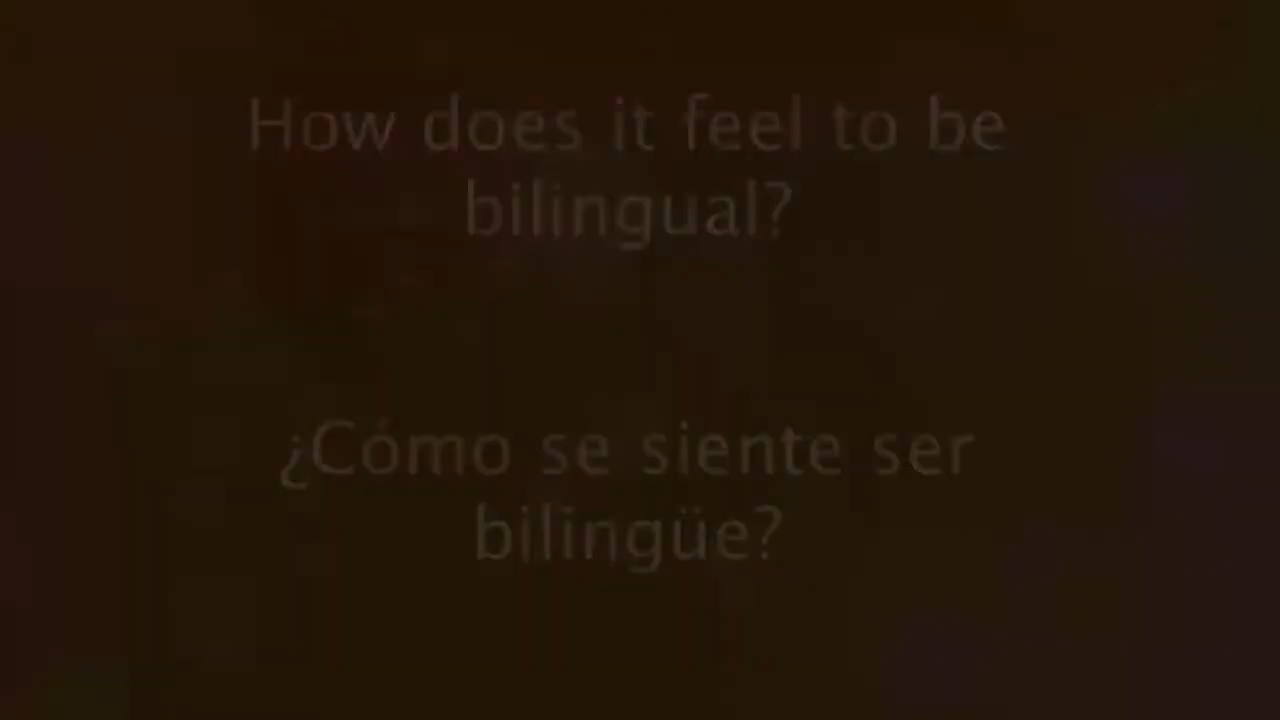 How does it feel to be
bilingual?
¿Cómo se siente ser
bilingüe?